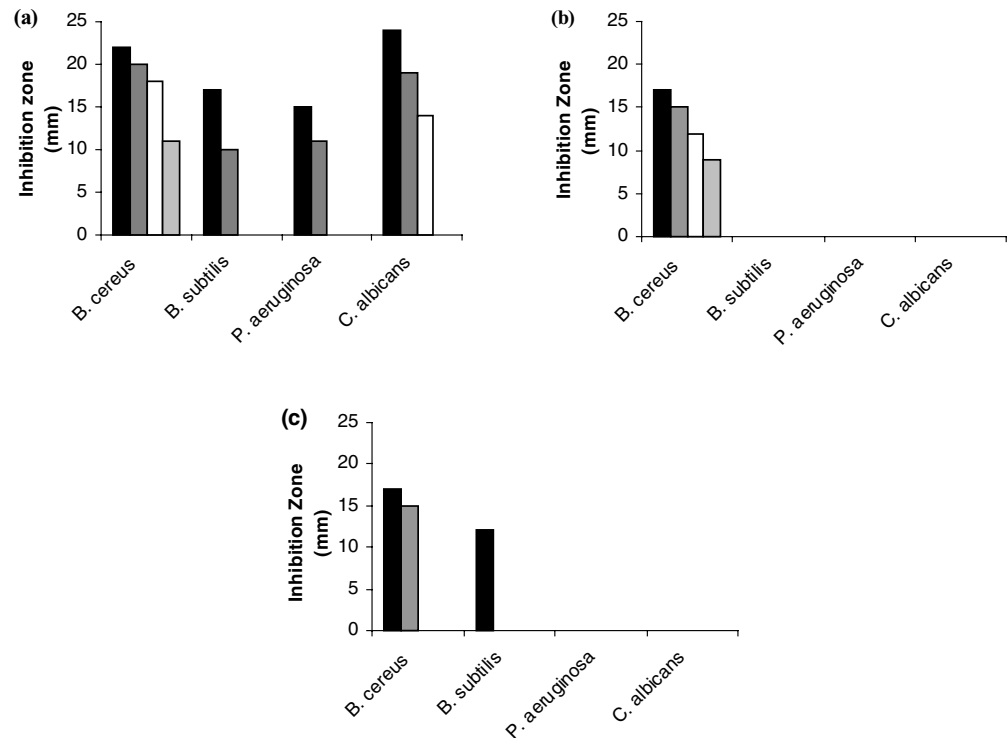 (a)
25
20
15
10
5
0
Inhibition zone
(mm)
B. cereus
B. subtilis
P. aeruginosa
C. albicans
(b)
25
20
15
10
5
0
Inhibition Zone
(mm)
B. cereus
B. subtilis
P. aeruginosa
C. albicans
(c)
25
20
15
10
5
0
Inhibition Zone
(mm)
B. cereus
B. subtilis
P. aeruginosa
C. albicans